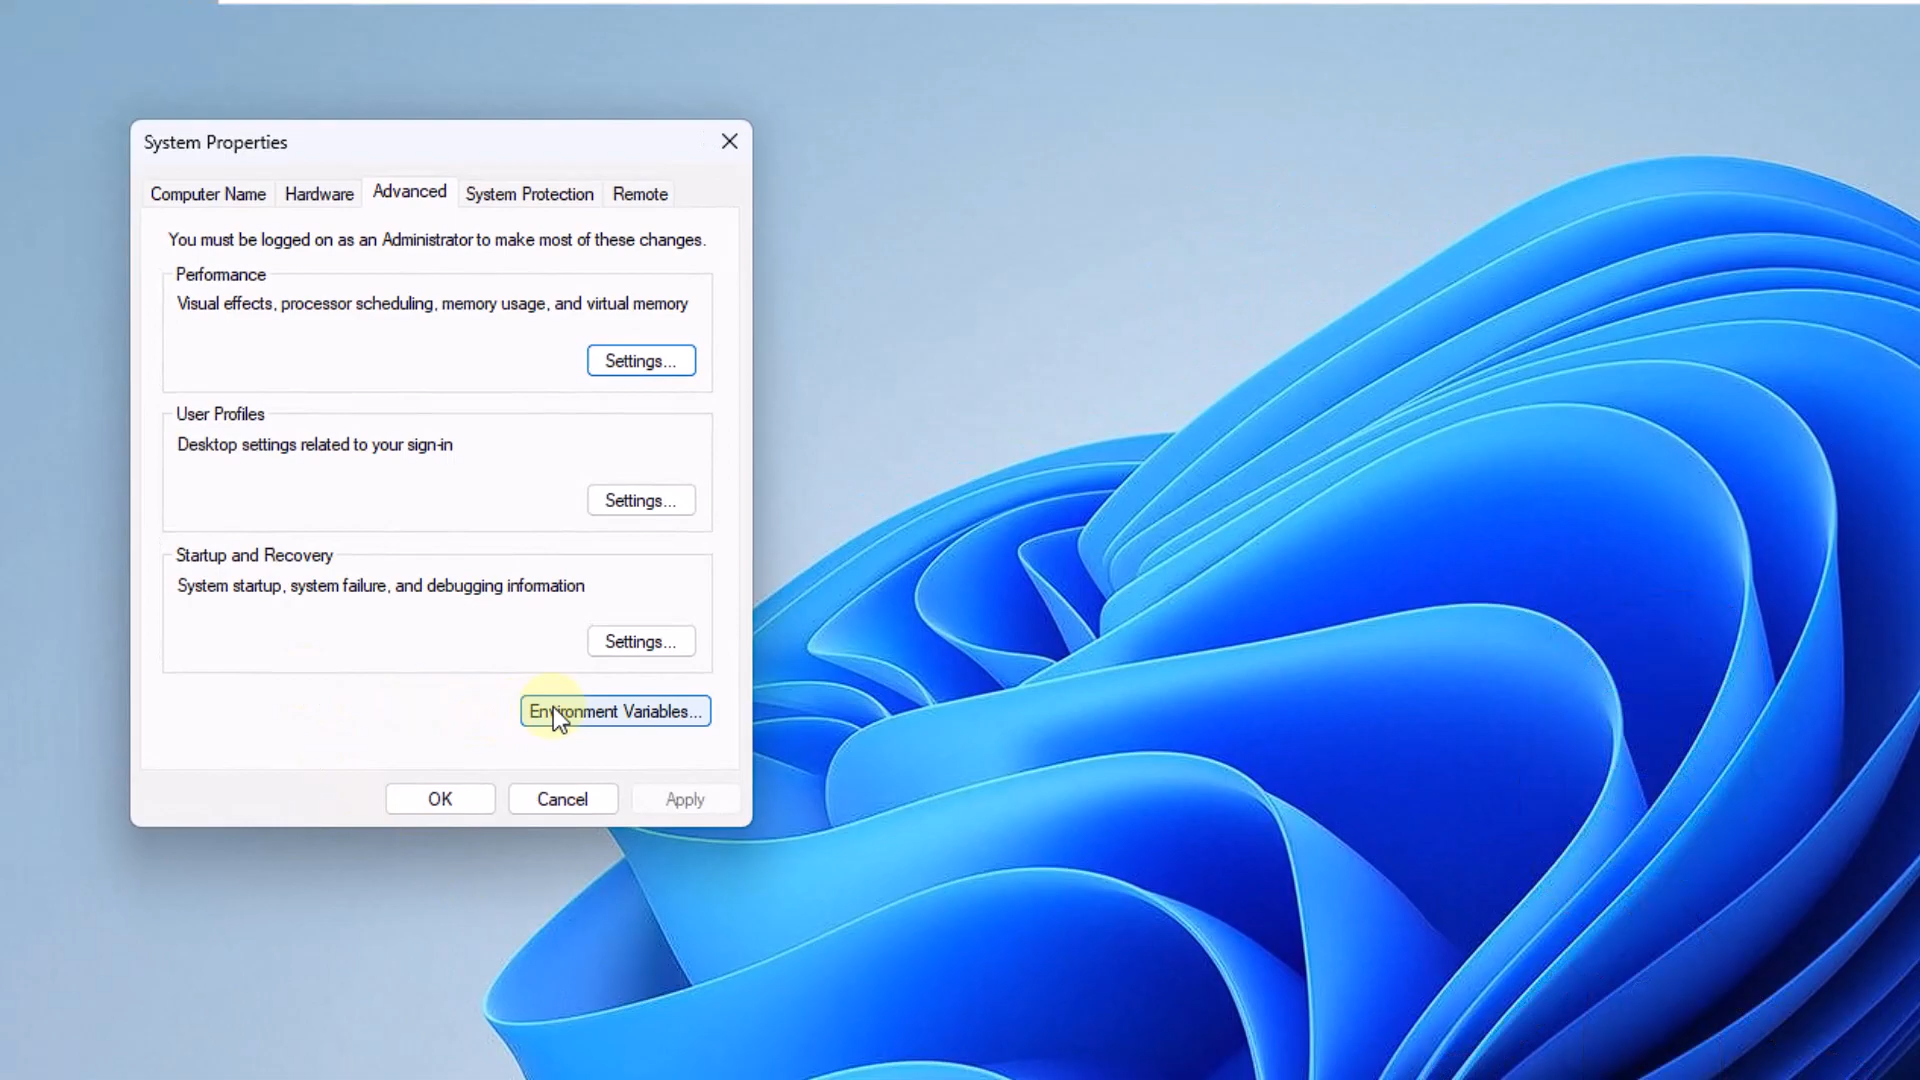 System Properties
Computer Name
Hardware
Advanced
System Protection
Remote
You must be logged on as an Administrator to make most of these changes.
Performance
Visual effects, processor scheduling, memory usage, and virtual memory
Settings...
User Profiles
Desktop settings related to your sign-in
Settings...
Startup and Recovery
System startup, system failure, and debugging information
Settings...
Environment Variables...
OK
Cancel
Apply